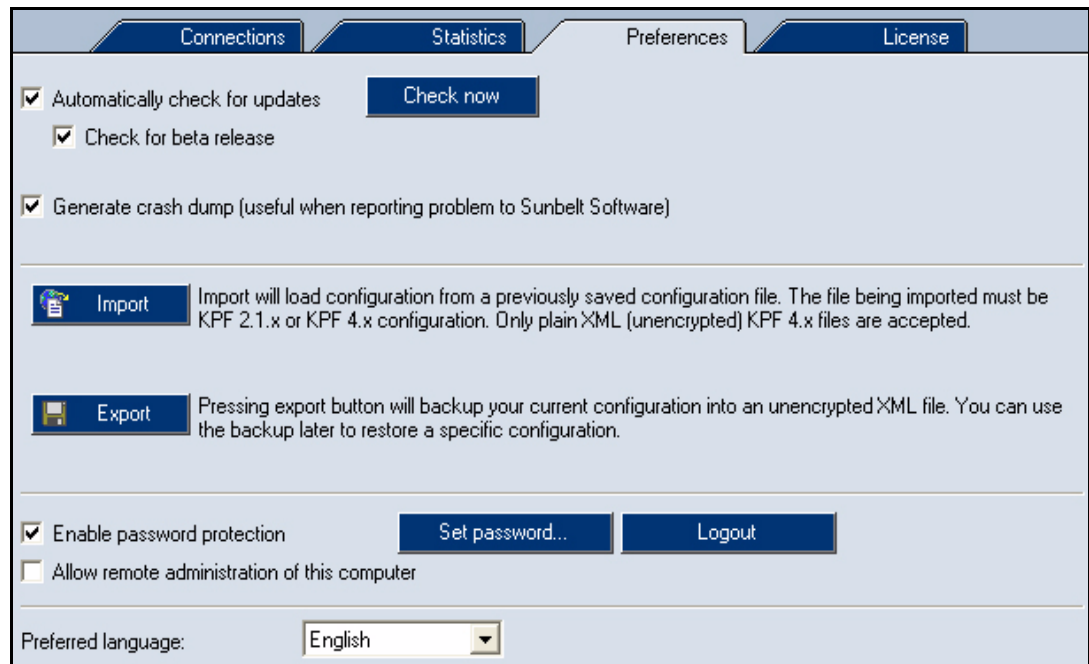 Connections Statistics Preferences License
Automatically check for updates Check now
Check for beta release
Generate crash dump (useful when reporting problem to Sunbelt Software)
Import
Import will load configuration from a previously saved configuration file. The file being imported must be
KPF 2.1.x or KPF 4.x configuration. Only plain XML (unencrypted) KPF 4.x files are accepted.
Export
Pressing export button will backup your current configuration into an unencrypted XML file. You can use
the backup later to restore a specific configuration.
Enable password protection Set password... Logout
Allow remote administration of this computer
Preferred language: English